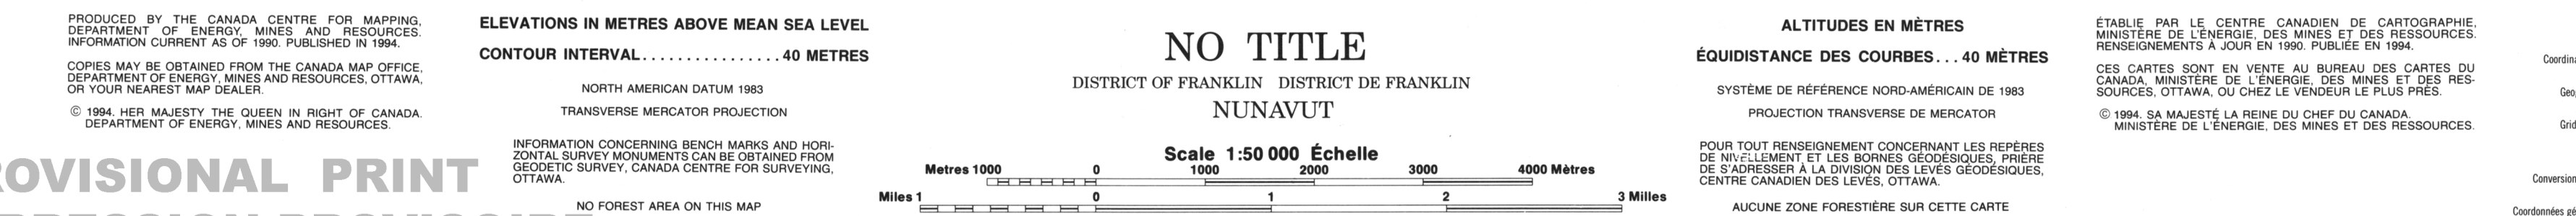 PRODUCED BY THE CANADA CENTRE FOR MAPPING,
DEPARTMENT OF ENERGY, MINES AND RESOURCES.
INFORMATION CURRENT AS OF 1990. PUBLISHED IN 1994.
COPIES MAY BE OBTAINED FROM THE CANADA MAP OFFICE,
DEPARTMENT OF ENERGY, MINES AND RESOURCES, OTTAWA,
OR YOUR NEAREST MAP DEALER.
© 1994. HER MAJESTY THE QUEEN IN RIGHT OF CANADA.
DEPARTMENT OF ENERGY, MINES AND RESOURCES.
ROVISIONAL PRINT
ELEVATIONS IN METRES ABOVE MEAN SEA LEVEL
CONTOUR INTERVAL................40 METRES
NORTH AMERICAN DATUM 1983
TRANSVERSE MERCATOR PROJECTION
INFORMATION CONCERNING BENCH MARKS AND HORI-
ZONTAL SURVEY MONUMENTS CAN BE OBTAINED FROM
GEODETIC SURVEY, CANADA CENTRE FOR SURVEYING,
OTTAWA.
NO FOREST AREA ON THIS MAP
NO TITLE
DISTRICT OF FRANKLIN DISTRICT DE FRANKLIN
NUNAVUT
Scale 1:50 000 Échelle
Metres 1000 0 1000 2000 3000 4000 Mètres
Miles 1 0 1 2 3 Milles
ALTITUDES EN MÈTRES
ÉQUIDISTANCE DES COURBES...40 MÈTRES
SYSTÈME DE RÉFÉRENCE NORD-AMÉRICAIN DE 1983
PROJECTION TRANSVERSE DE MERCATOR
POUR TOUT RENSEIGNEMENT CONCERNANT LES REPÈRES
DE NIVELLEMENT ET LES BORNES GÉODÉSIQUES, PRIÈRE
DE S'ADRESSER À LA DIVISION DES LEVÉS GÉODÉSIQUES,
CENTRE CANADIEN DES LEVÉS, OTTAWA.
AUCUNE ZONE FORESTIÈRE SUR CETTE CARTE
ÉTABLIE PAR LE CENTRE CANADIEN DE CARTOGRAPHIE,
MINISTÈRE DE L'ÉNERGIE, DES MINES ET DES RESSOURCES.
RENSEIGNEMENTS À JOUR EN 1990. PUBLIÉE EN 1994.
CES CARTES SONT EN VENTE AU BUREAU DES CARTES DU
CANADA, MINISTÈRE DE L'ÉNERGIE, DES MINES ET DES RES-
SOURCES, OTTAWA, OU CHEZ LE VENDEUR LE PLUS PRÈS.
© 1994. SA MAJESTÉ LA REINE DU CHEF DU CANADA.
MINISTÈRE DE L'ÉNERGIE, DES MINES ET DES RESSOURCES.
Grid
Conversion
Coordonnées